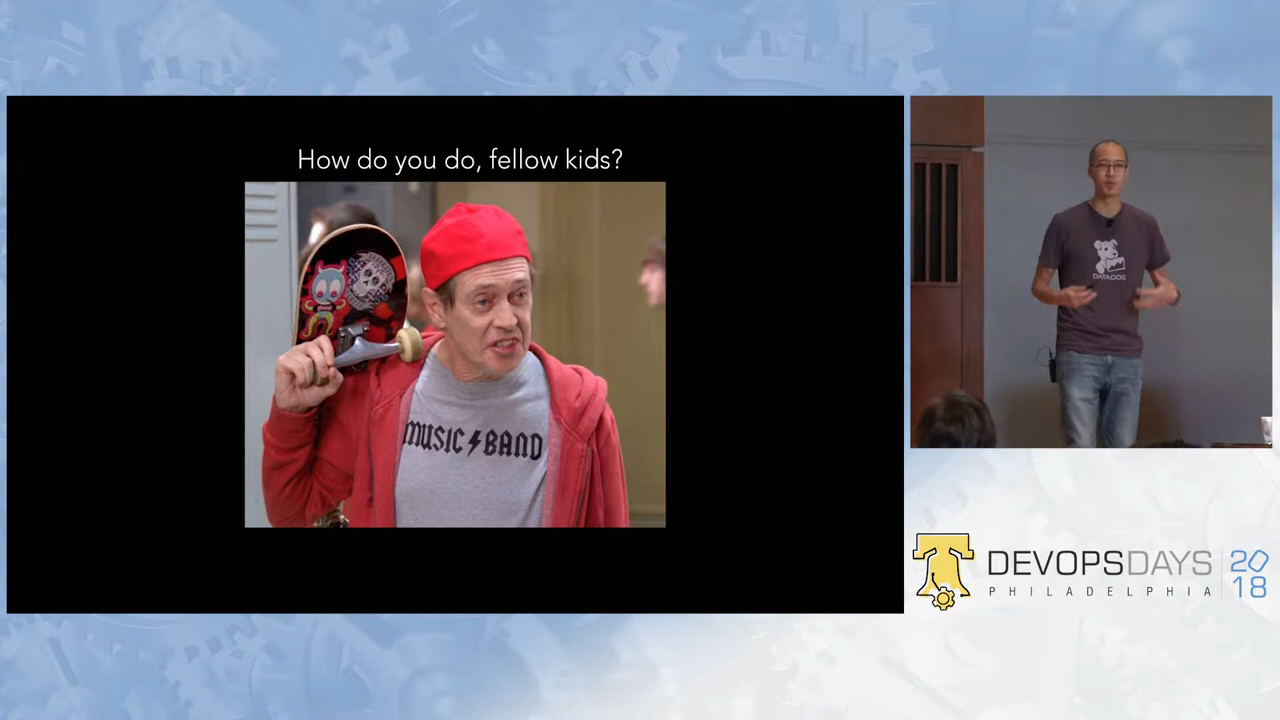 How do you do, fellow kids?
MUSIC BAND
DATADOG
DEVOPSDAYS
PHILADELPHIA
20
18